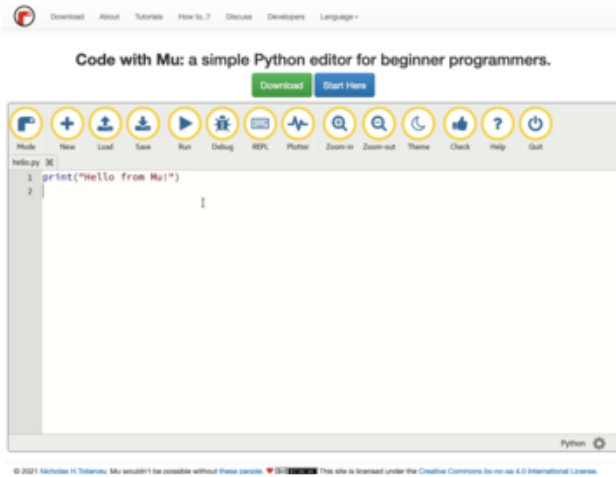 Download About Tutorials How to..? Discuss Developers Language
Code with Mu: a simple Python editor for beginner programmers.
Download Start Here
Mode New Load Save Run Debug REPL Plotter Zoom-in Zoom-out Theme Check Help Quit
hello.py
1 print("Hello from Mu!")
2
Python
© 2021 Nicholas H.Tollervey. Mu wouldn't be possible without these people. This site is licensed under the Creative Commons by-nc-sa 4.0 International License.